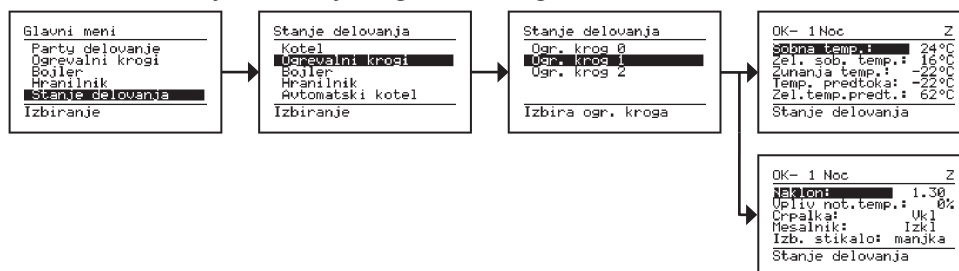 Glavni meni
Party delovanje
Ogrevalni krogi
Bojler
Hranilnik
Stanje delovanja
Izbiranje
Stanje delovanja
Kotel
Ogrevalni krogi
Bojler
Hranilnik
Avtomatski kotel
Izbiranje
Stanje delovanja
Ogr. krog 0
Ogr. krog 1
Ogr. krog 2
Izbira ogr. kroga
OK- 1 Noc Z
Sobna temp.: 24°C
Zel. sob. temp.: 16°C
Zunanja temp.: -22°C
Temp. predtoka: -22°C
Zel.temp.predt.: 62°C
Stanje delovanja
OK- 1 Noc Z
Naklon: 1.30
Vpliv not.temp.: 0%
Crpalka: Vkl
Mesalnik: Izkl
Izb. stikalo: manjka
Stanje delovanja